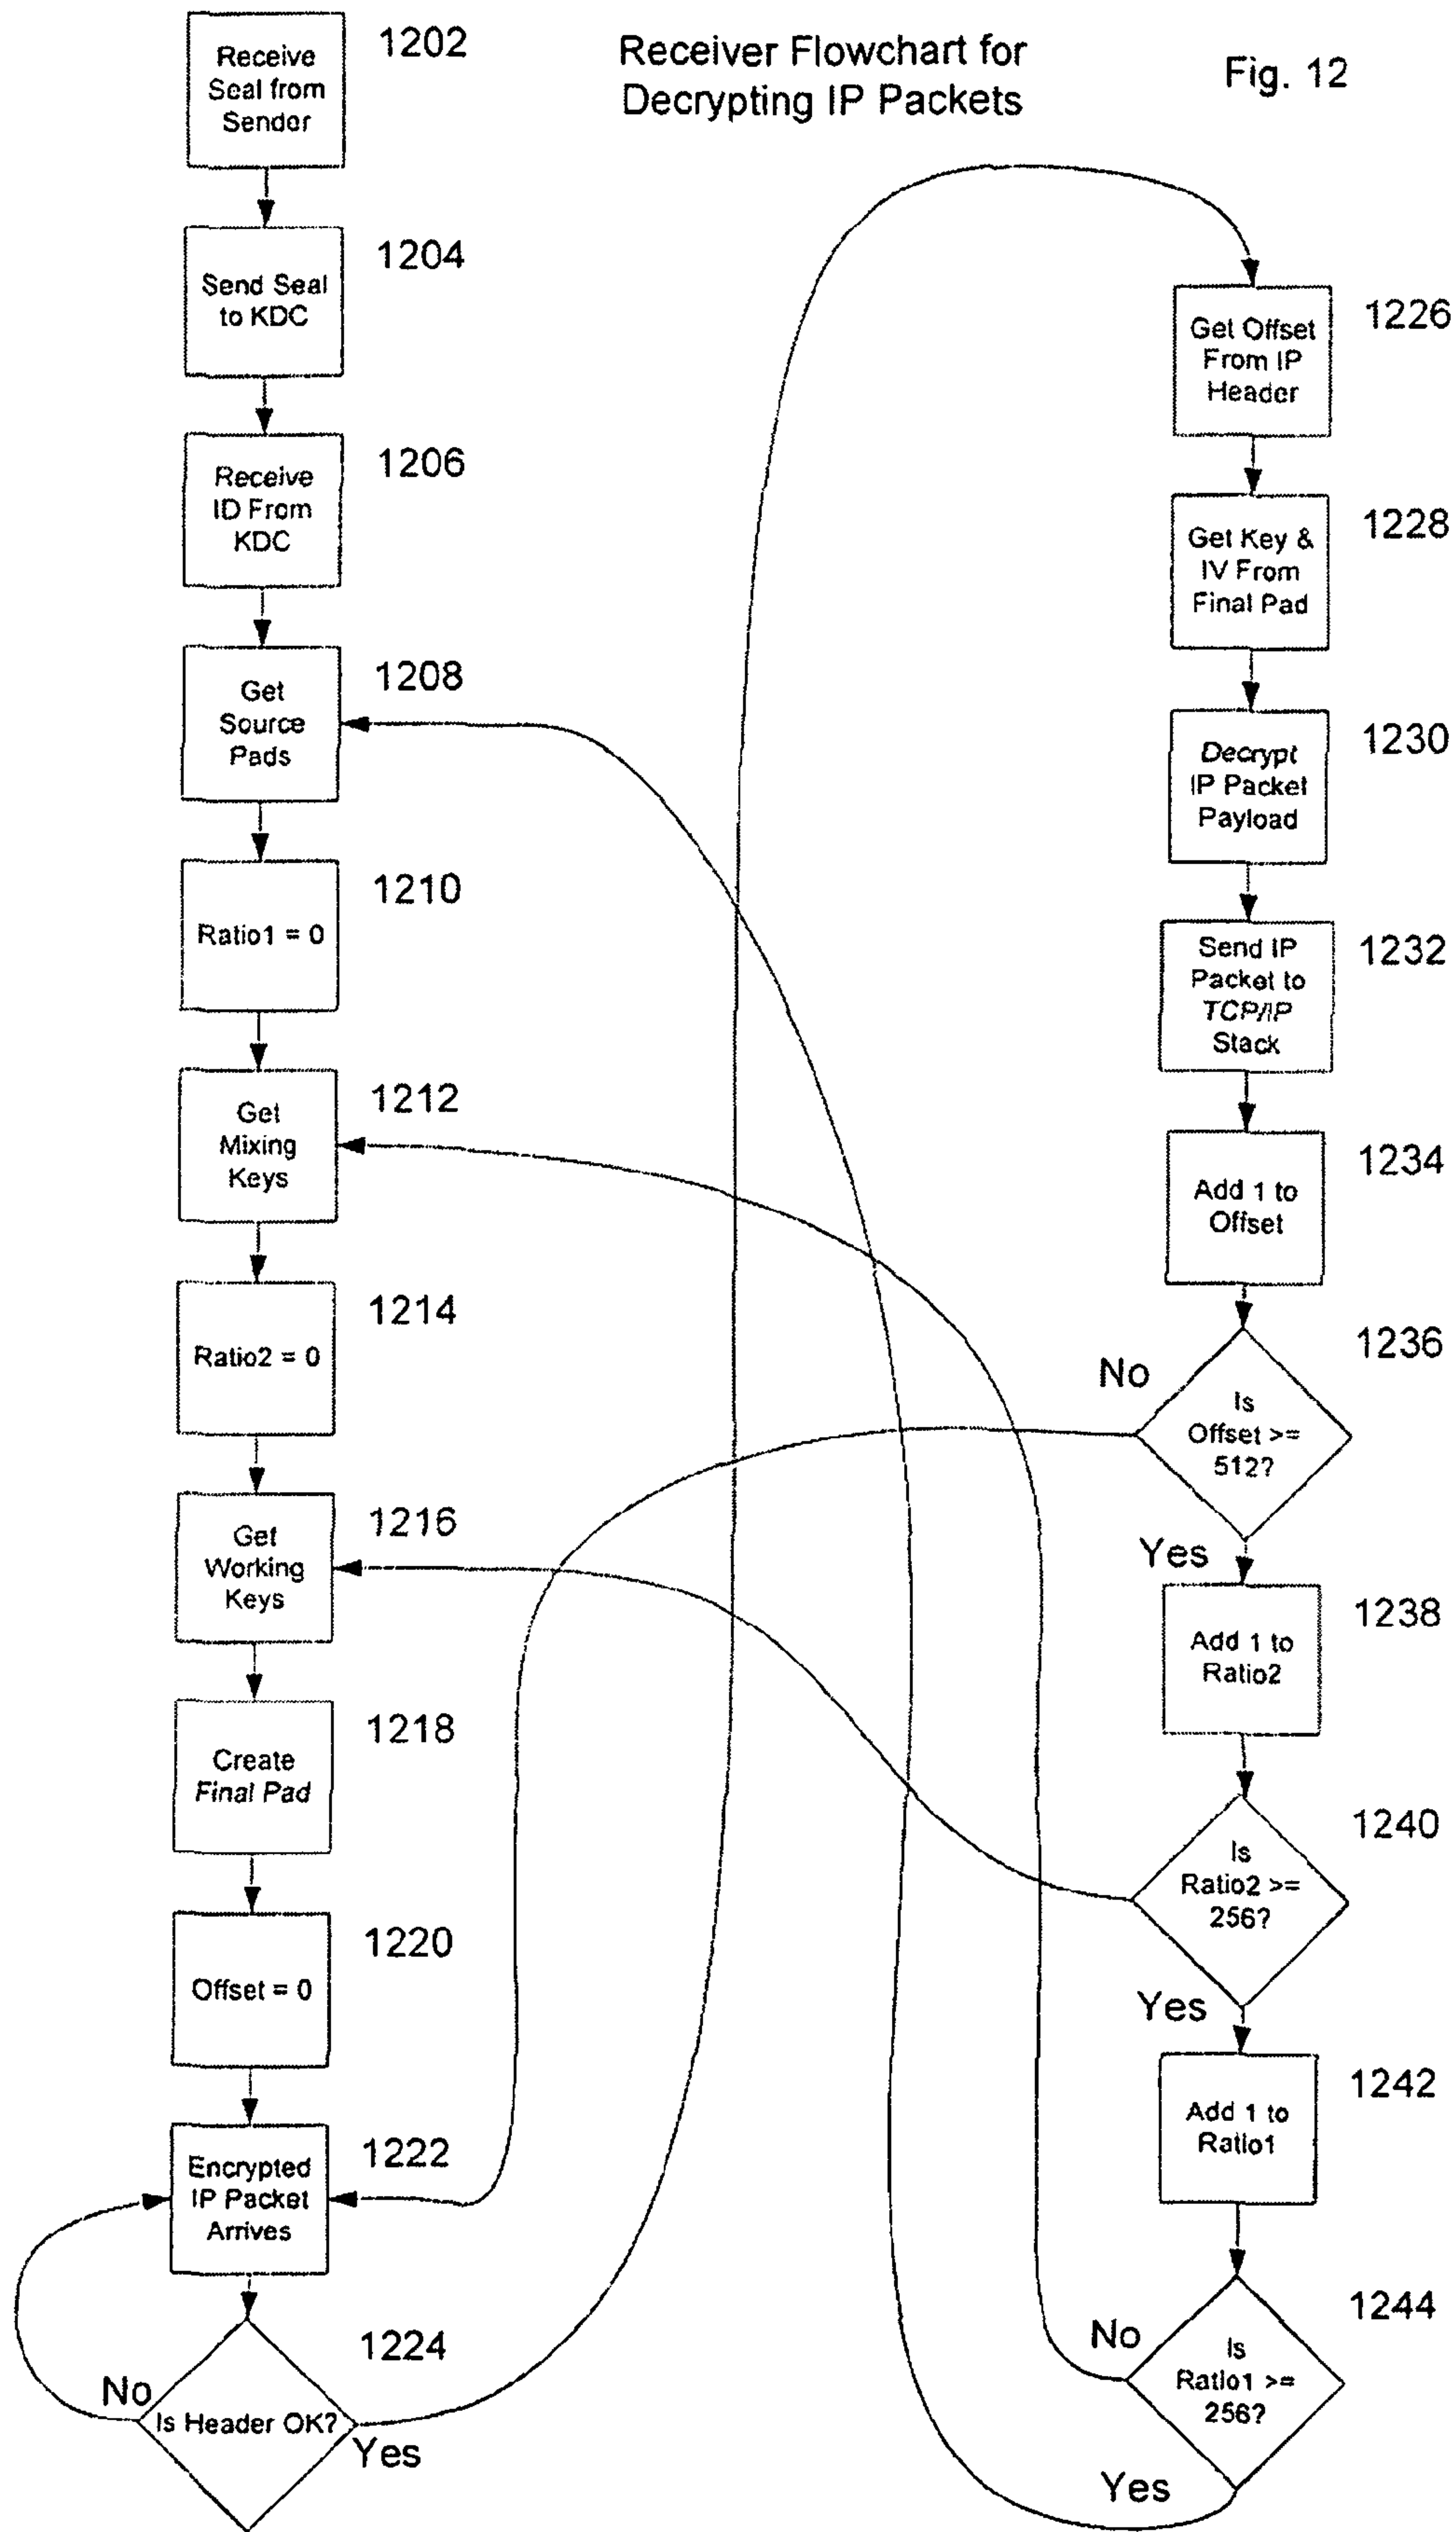 Receiver Flowchart for
Decrypting IP Packets
Fig. 12
Receive
Seal from
Sender
1202
Send Seal
to KDC
1204
Receive
ID From
KDC
1206
Get
Source
Pads
1208
Ratio1 = 0
1210
Get
Mixing
Keys
1212
Ratio2 = 0
1214
Get
Working
Keys
1216
Create
Final Pad
1218
Offset = 0
1220
Encrypted
IP Packet
Arrives
1222
Is Header OK?
1224
No
Yes
Get Offset
From IP
Header
1226
Get Key &
IV From
Final Pad
1228
Decrypt
IP Packet
Payload
1230
Send IP
Packet to
TCP/IP
Stack
1232
Add 1 to
Offset
1234
Is
Offset >=
512?
1236
No
Yes
Add 1 to
Ratio2
1238
Is
Ratio2 >=
256?
1240
Yes
Add 1 to
Ratio1
1242
Is
Ratio1 >=
256?
1244
No
Yes